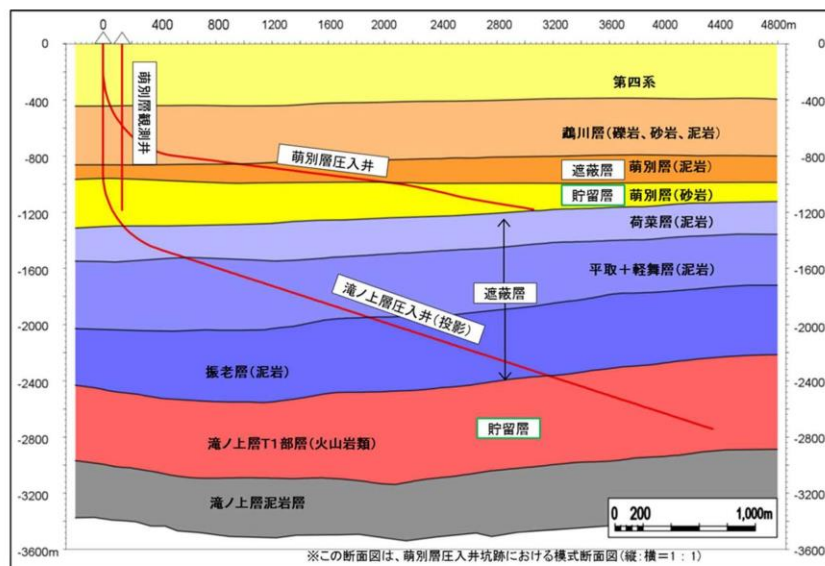 0 400 800 1200 1600 2000 2400 2800 3200 3600 4000 4400 4800m
0 0
-400 -400
-800 -800
-1200 -1200
-1600 -1600
-2000 -2000
-2400 -2400
-2800 -2800
-3200 -3200
-3600m -3600m
萌別層観測井
第四系
鵡川層(礫岩、砂岩、泥岩)
萌別層圧入井
遮蔽層 萌別層(泥岩)
貯留層 萌別層(砂岩)
荷菜層(泥岩)
平取+軽舞層(泥岩)
遮蔽層
滝ノ上層圧入井(投影)
振老層(泥岩)
貯留層
滝ノ上層T1部層(火山岩類)
滝ノ上層泥岩層
0 200 1,000m
※この断面図は、萌別層圧入井坑跡における模式断面図(縦:横=1:1)